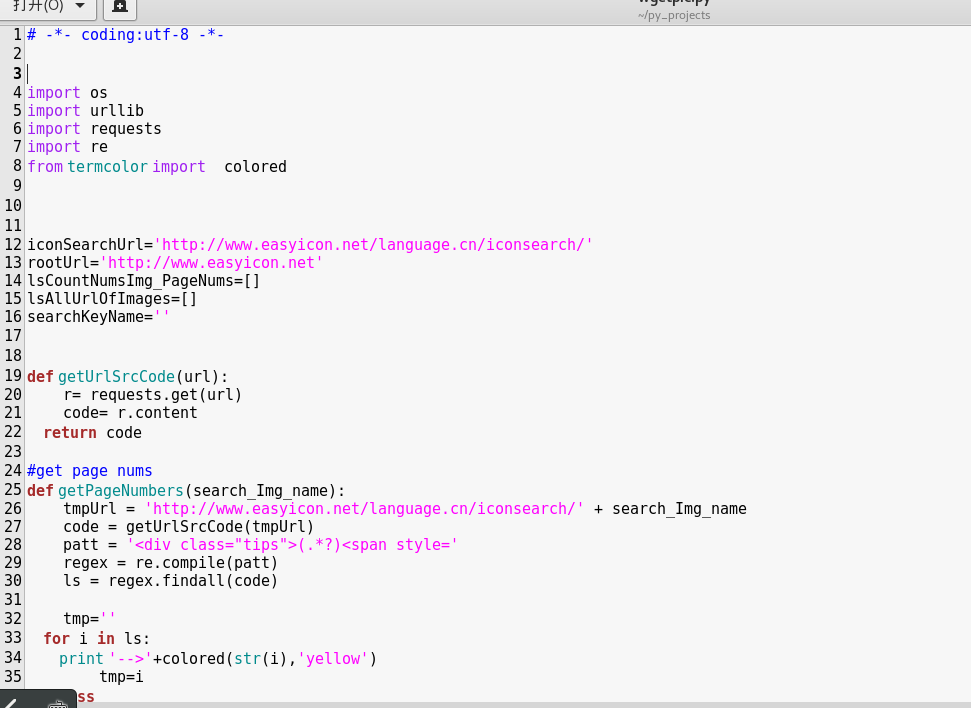 打开(O)
~/py_projects
1 # -*- coding:utf-8 -*-
2
3
4 import os
5 import urllib
6 import requests
7 import re
8 from termcolor import  colored
9
10
11
12 iconSearchUrl='http://www.easyicon.net/language.cn/iconsearch/'
13 rootUrl='http://www.easyicon.net'
14 lsCountNumsImg_PageNums=[]
15 lsAllUrlOfImages=[]
16 searchKeyName=''
17
18
19 def getUrlSrcCode(url):
20     r= requests.get(url)
21     code= r.content
22   return code
23
24 #get page nums
25 def getPageNumbers(search_Img_name):
26     tmpUrl = 'http://www.easyicon.net/language.cn/iconsearch/' + search_Img_name
27     code = getUrlSrcCode(tmpUrl)
28     patt = '<div class="tips">(.*?)<span style='
29     regex = re.compile(patt)
30     ls = regex.findall(code)
31
32     tmp=''
33   for i in ls:
34     print '-->'+colored(str(i),'yellow')
35         tmp=i
ss